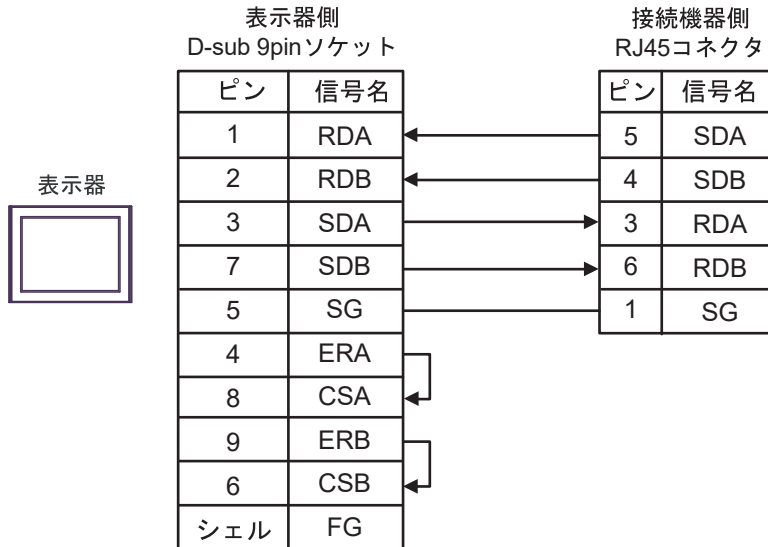 表示器側
D-sub 9pinソケット
接続機器側
RJ45コネクタ
表示器
ピン 信号名
1 RDA
2 RDB
3 SDA
7 SDB
5 SG
4 ERA
8 CSA
9 ERB
6 CSB
シェル FG
ピン 信号名
5 SDA
4 SDB
3 RDA
6 RDB
1 SG